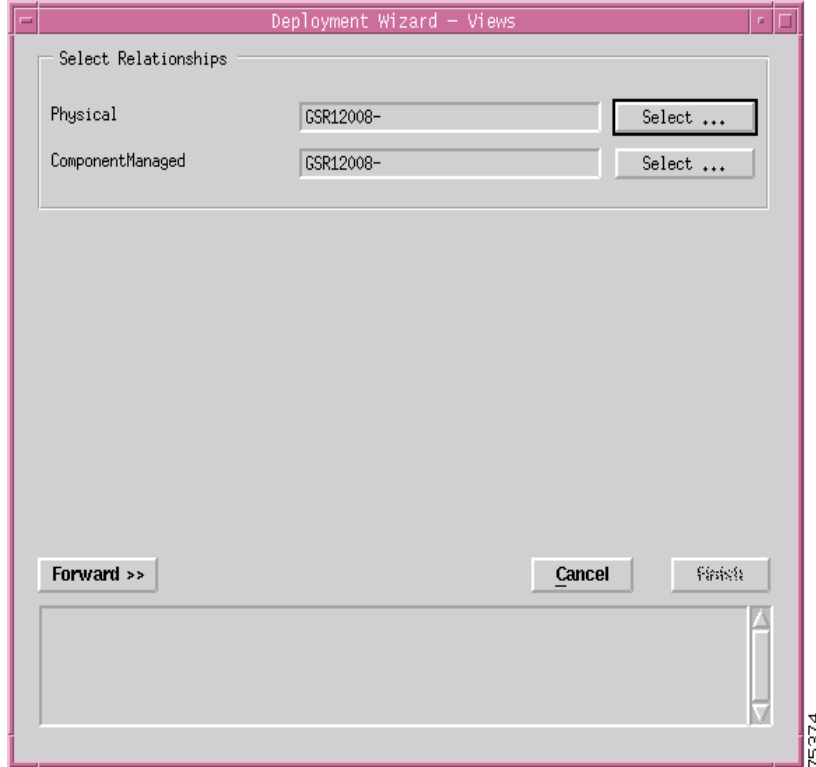 Deployment Wizard – Views
Select Relationships
Physical
GSR12008-
Select ...
ComponentManaged
GSR12008-
Select ...
Forward >>
Cancel
Finish
75374